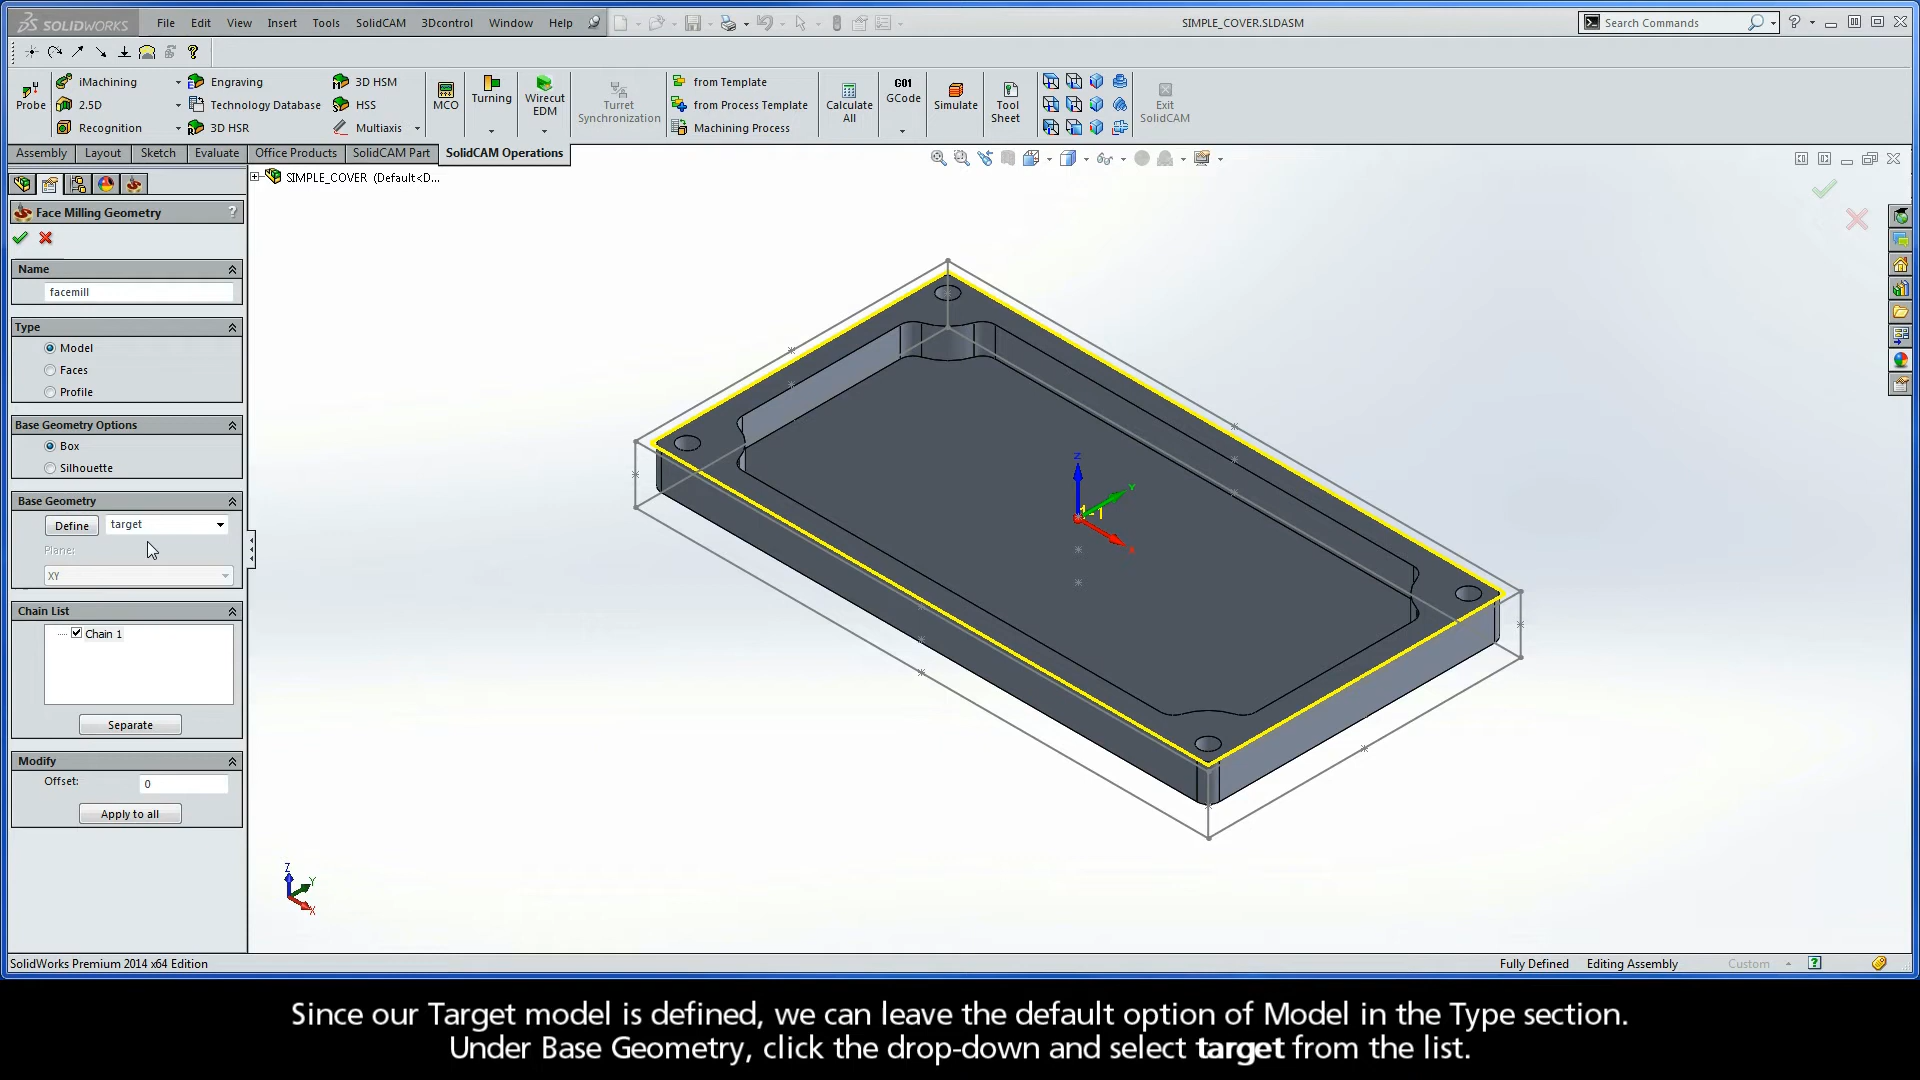 SOLIDWORKS File Edit View Insert Tools SolidCAM 3Dcontrol Window Help SIMPLE_COVER.SLDASM Search Commands
iMachining Engraving 3D HSM from Template
Probe 2.5D Technology Database HSS MCO Turning Wirecut EDM Turret Synchronization from Process Template Calculate All G01 GCode Simulate Tool Sheet Exit SolidCAM
Recognition 3D HSR Multiaxis Machining Process
Assembly Layout Sketch Evaluate Office Products SolidCAM Part SolidCAM Operations
SIMPLE_COVER (Default<D...
Face Milling Geometry ?
Name
facemill
Type
Model
Faces
Profile
Base Geometry Options
Box
Silhouette
Base Geometry
Define target
Plane:
XY
Chain List
Chain 1
Separate
Modify
Offset: 0
Apply to all
Z
Y
X
1-1
Z
Y
X
SolidWorks Premium 2014 x64 Edition Fully Defined Editing Assembly Custom
Since our Target model is defined, we can leave the default option of Model in the Type section.
Under Base Geometry, click the drop-down and select target from the list.